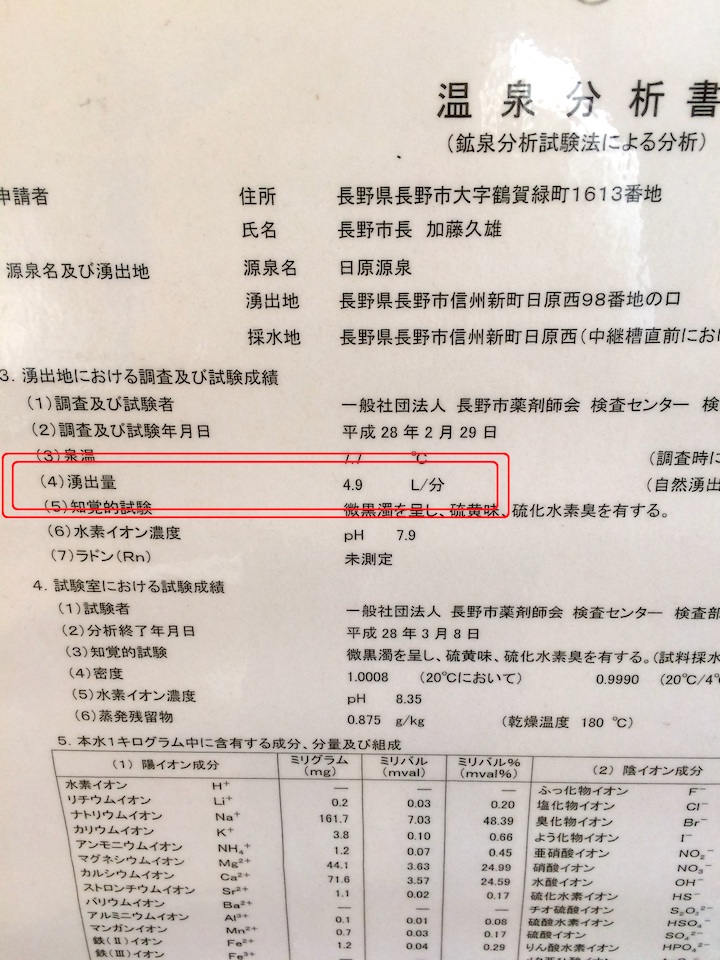 温泉分析書
(鉱泉分析試験法による分析)
申請者 住所 長野県長野市大字鶴賀緑町1613番地
氏名 長野市長 加藤久雄
源泉名及び湧出地 源泉名 日原源泉
湧出地 長野県長野市信州新町日原西98番地の口
採水地 長野県長野市信州新町日原西(中継槽直前にお
3. 湧出地における調査及び試験成績
(1)調査及び試験者 一般社団法人 長野市薬剤師会 検査センター 検
(2)調査及び試験年月日 平成 28 年 2 月 29 日
(3)泉温 7.7 ℃ (調査時に
(4)湧出量 4.9 L/分 (自然湧出
(5)知覚的試験 微黒濁を呈し、硫黄味、硫化水素臭を有する。
(6)水素イオン濃度 pH 7.9
(7)ラドン(Rn) 未測定
4. 試験室における試験成績
(1)試験者 一般社団法人 長野市薬剤師会 検査センター 検査部
(2)分析終了年月日 平成 28 年 3 月 8 日
(3)知覚的試験 微黒濁を呈し、硫黄味、硫化水素臭を有する。(試料採水
(4)密度 1.0008 (20℃において) 0.9990 (20℃/4℃
(5)水素イオン濃度 pH 8.35
(6)蒸発残留物 0.875 g/kg (乾燥温度 180 ℃)
5. 本水1キログラム中に含有する成分、分量及び組成
(1) 陽イオン成分 ミリグラム (mg) ミリバル (mval) ミリバル% (mval%) (2) 陰イオン成分
水素イオン H⁺ — — — ふっ化物イオン F⁻
リチウムイオン Li⁺ 0.2 0.03 0.20 塩化物イオン Cl⁻
ナトリウムイオン Na⁺ 161.7 7.03 48.39 臭化物イオン Br⁻
カリウムイオン K⁺ 3.8 0.10 0.66 よう化物イオン I⁻
アンモニウムイオン NH₄⁺ 1.2 0.07 0.45 亜硝酸イオン NO₂⁻
マグネシウムイオン Mg²⁺ 44.1 3.63 24.99 硝酸イオン NO₃⁻
カルシウムイオン Ca²⁺ 71.6 3.57 24.59 水酸イオン OH⁻
ストロンチウムイオン Sr²⁺ 1.1 0.02 0.17 硫化水素イオン HS⁻
バリウムイオン Ba²⁺ — — — チオ硫酸イオン S₂O₃²⁻
アルミニウムイオン Al³⁺ 0.1 0.01 0.08 硫酸水素イオン HSO₄⁻
マンガンイオン Mn²⁺ 0.7 0.03 0.17 硫酸イオン SO₄²⁻
鉄(Ⅱ)イオン Fe²⁺ 1.2 0.04 0.29 りん酸水素イオン HPO₄²⁻
鉄(Ⅲ)イオン Fe³⁺